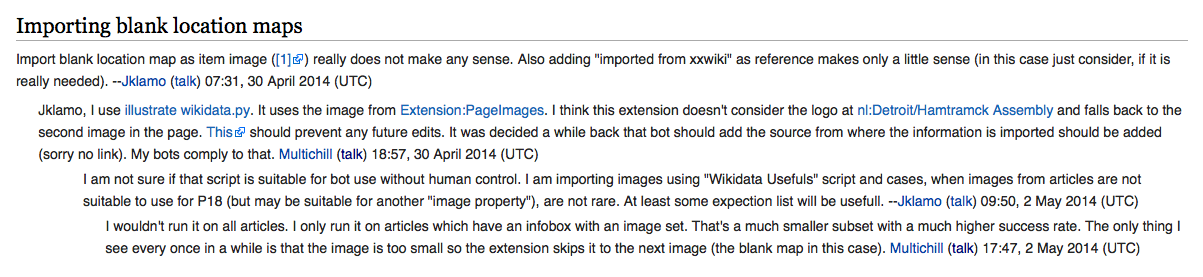 Importing blank location maps
Import blank location map as item image ([1]) really does not make any sense. Also adding "imported from xxwiki" as reference makes only a little sense (in this case just consider, if it is
really needed). --Jklamo (talk) 07:31, 30 April 2014 (UTC)
Jklamo, I use illustrate wikidata.py. It uses the image from Extension:PageImages. I think this extension doesn't consider the logo at nl:Detroit/Hamtramck Assembly and falls back to the
second image in the page. This should prevent any future edits. It was decided a while back that bot should add the source from where the information is imported should be added
(sorry no link). My bots comply to that. Multichill (talk) 18:57, 30 April 2014 (UTC)
I am not sure if that script is suitable for bot use without human control. I am importing images using "Wikidata Usefuls" script and cases, when images from articles are not
suitable to use for P18 (but may be suitable for another "image property"), are not rare. At least some expection list will be usefull. --Jklamo (talk) 09:50, 2 May 2014 (UTC)
I wouldn't run it on all articles. I only run it on articles which have an infobox with an image set. That's a much smaller subset with a much higher success rate. The only thing I
see every once in a while is that the image is too small so the extension skips it to the next image (the blank map in this case). Multichill (talk) 17:47, 2 May 2014 (UTC)